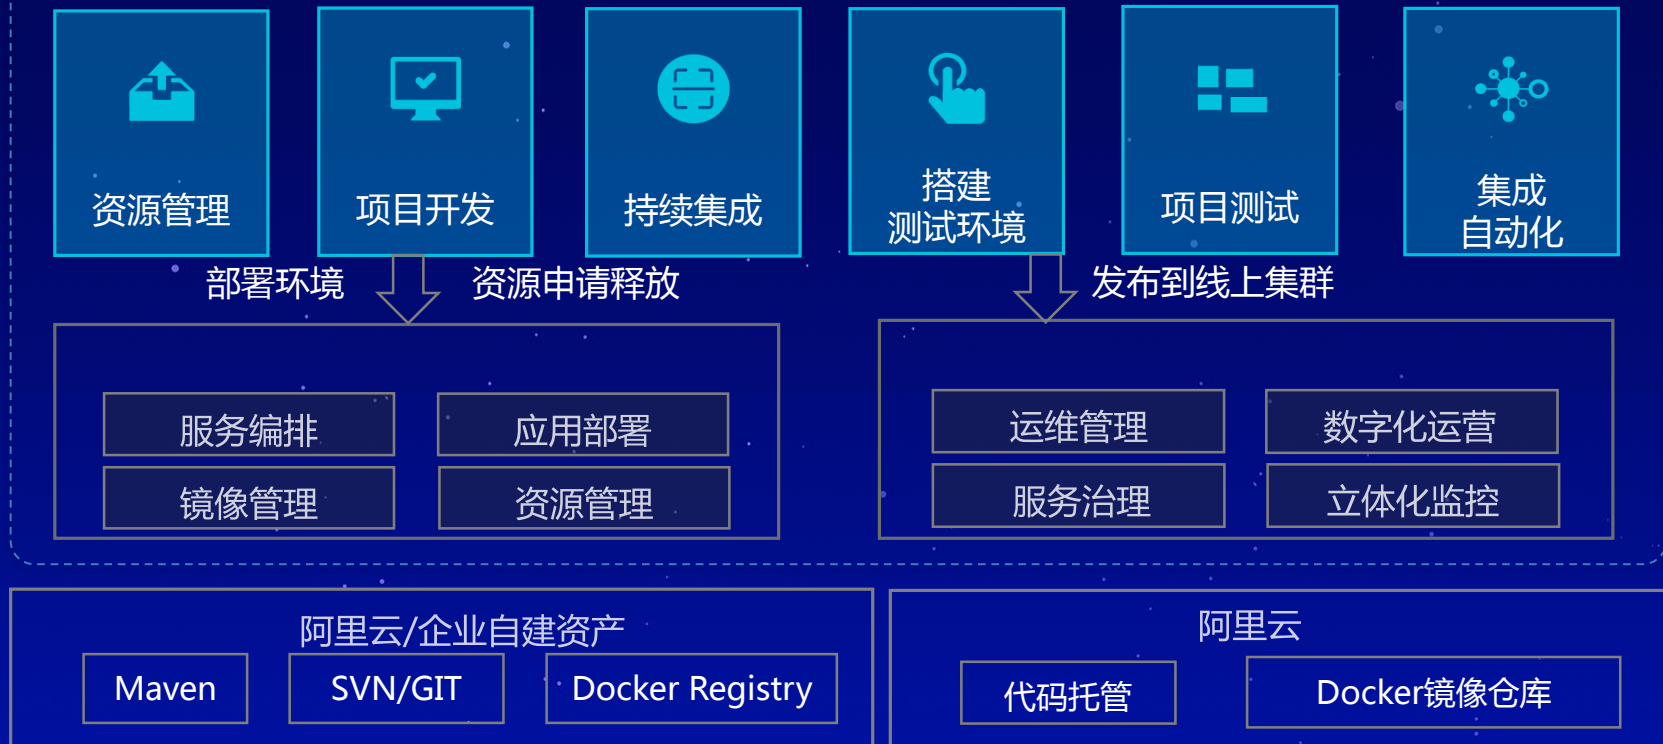 资源管理
项目开发
持续集成
搭建
测试环境
项目测试
集成
自动化
部署环境
资源申请释放
发布到线上集群
服务编排
应用部署
镜像管理
资源管理
运维管理
数字化运营
服务治理
立体化监控
阿里云/企业自建资产
Maven
SVN/GIT
Docker Registry
阿里云
代码托管
Docker镜像仓库